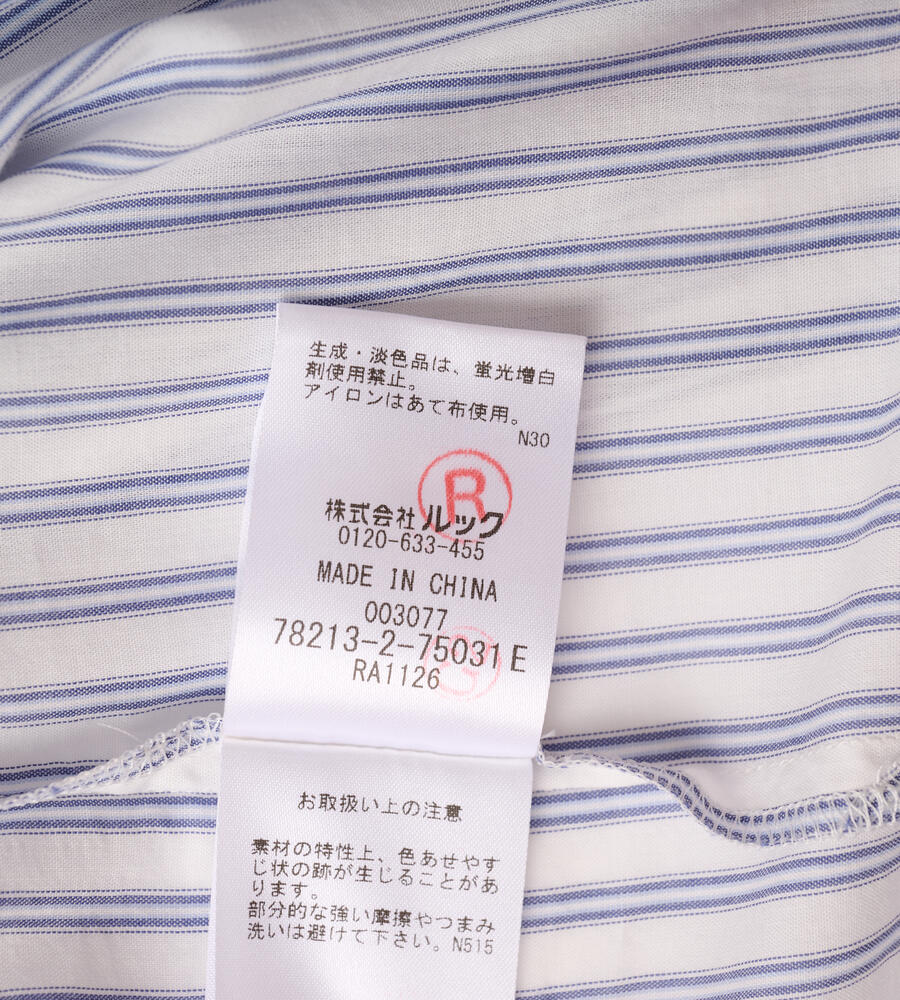 生成・淡色品は、蛍光増白
剤使用禁止。
アイロンはあて布使用。
N30
R
株式会社ルック
0120-633-455
MADE IN CHINA
003077
78213-2-75031 E
RA1126
お取扱い上の注意
素材の特性上、色あせやす
じ状の跡が生じることがあ
ります。
部分的な強い摩擦やつまみ
洗いは避けて下さい。N515